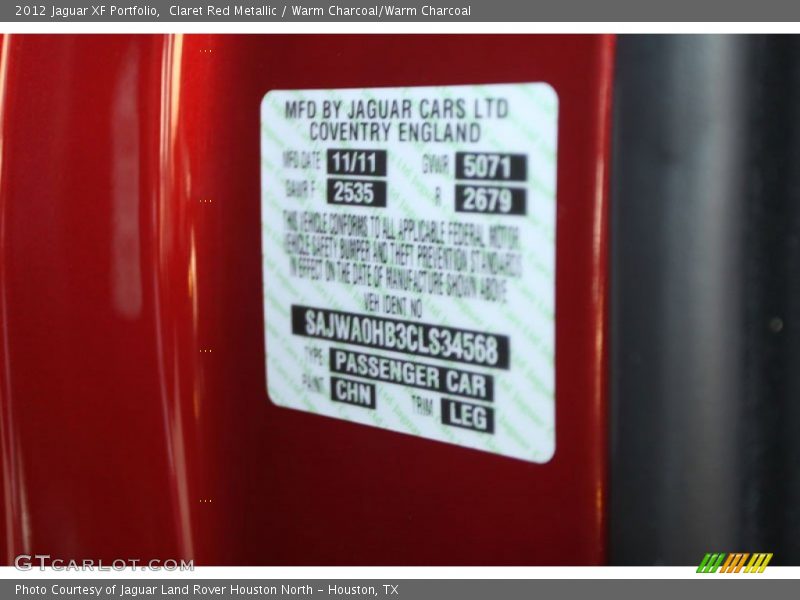 2012 Jaguar XF Portfolio,  Claret Red Metallic / Warm Charcoal/Warm Charcoal
MFD BY JAGUAR CARS LTD
COVENTRY ENGLAND
MFD DATE 11/11 GVWR 5071
GAWR F 2535 R 2679
THIS VEHICLE CONFORMS TO ALL APPLICABLE FEDERAL MOTOR
VEHICLE SAFETY BUMPER AND THEFT PREVENTION STANDARDS
IN EFFECT ON THE DATE OF MANUFACTURE SHOWN ABOVE
VEH IDENT NO
SAJWA0HB3CLS34568
TYPE PASSENGER CAR
PAINT CHN TRIM LEG
GTCARLOT.COM
Photo Courtesy of Jaguar Land Rover Houston North - Houston, TX